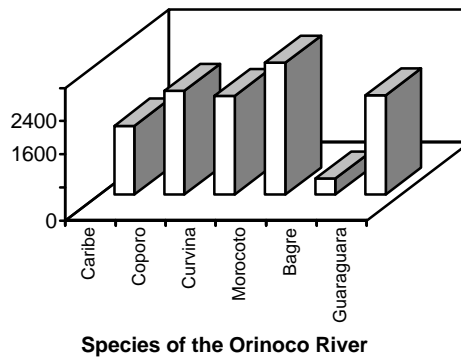 2400
1600
0
Caribe
Coporo
Curvina
Morocoto
Bagre
Guaraguara
Species of the Orinoco River